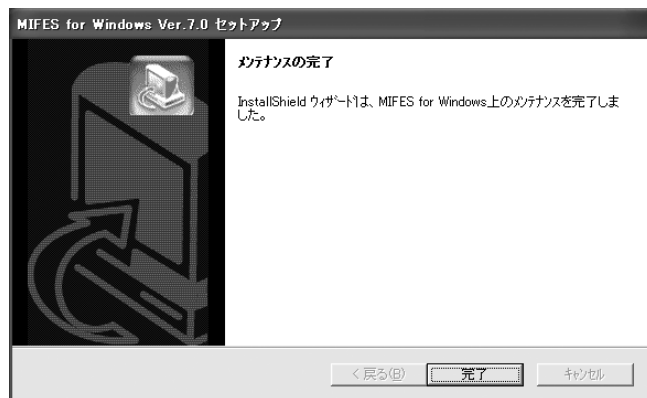 MIFES for Windows Ver.7.0 セットアップ
メンテナンスの完了
InstallShield ウィザードは、MIFES for Windows上のメンテナンスを完了しま
した。
< 戻る(B)
完了
キャンセル